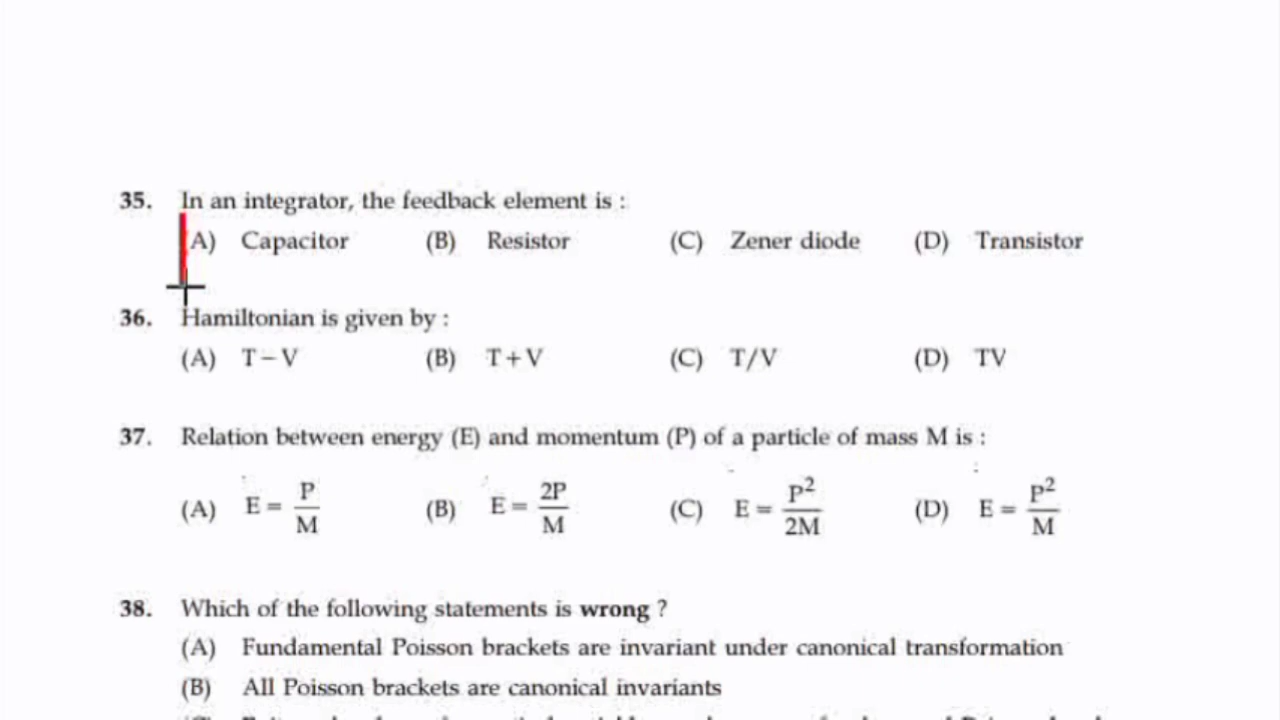 35. In an integrator, the feedback element is :
A) Capacitor (B) Resistor (C) Zener diode (D) Transistor
36. Hamiltonian is given by :
(A) T – V (B) T + V (C) T/V (D) TV
37. Relation between energy (E) and momentum (P) of a particle of mass M is :
(A) E = P/M (B) E = 2P/M (C) E = P²/2M (D) E = P²/M
38. Which of the following statements is wrong ?
(A) Fundamental Poisson brackets are invariant under canonical transformation
(B) All Poisson brackets are canonical invariants